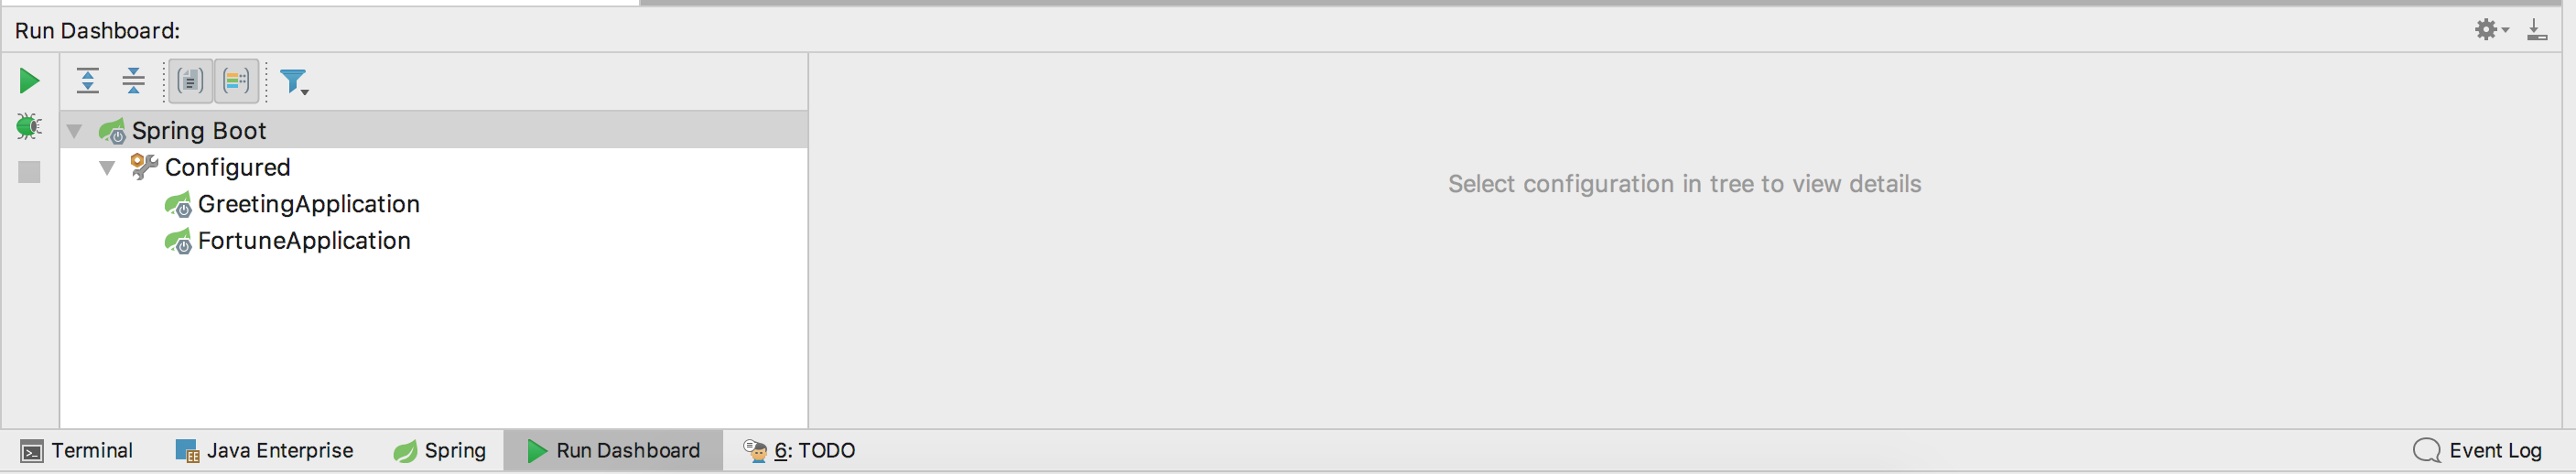 Run Dashboard:
Spring Boot
Configured
GreetingApplication
FortuneApplication
Select configuration in tree to view details
Terminal
Java Enterprise
Spring
Run Dashboard
6: TODO
Event Log